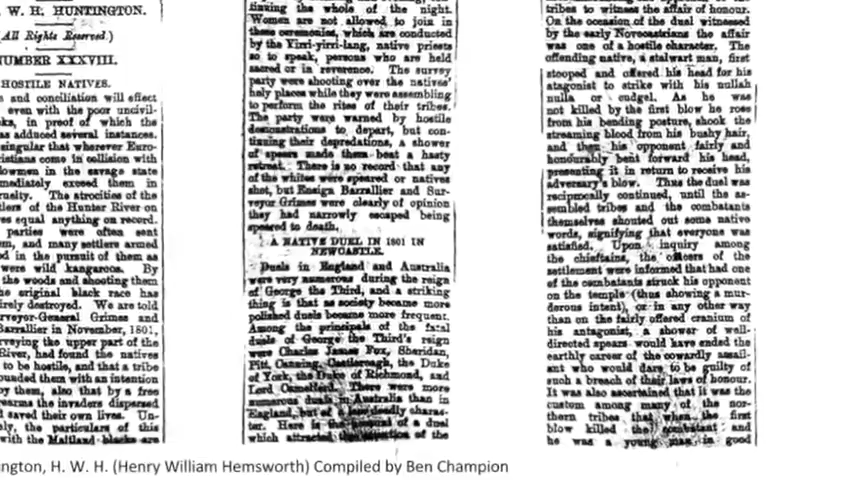 W. H. HUNTINGTON.
(All Rights Reserved.)
NUMBER XXXVIII.
HOSTILE NATIVES.
s and conciliation will effect
even with the poor uncivil-
ks, in proof of which the
as adduced several instances.
singular that wherever Euro-
ristians come in collision with
lowmen in the savage state
mediately exceed them in
ruelty. The atrocities of the
tlers of the Hunter River on
es equal anything on record.
parties were often sent
m, and many settlers armed
d in the pursuit of them as
were wild kangaroos. By
the woods and shooting them
he original black race has
irely destroyed. We are told
rveyor-General Grimes and
Barrallier in November, 1801,
rveying the upper part of the
River, had found the natives
to be hostile, and that a tribe
ounded them with an intention
y them, also that by a free
rearms the invaders dispersed
d saved their own lives. Un-
ly, the particulars of this
with the Maitland blacks are
tinuing the whole of the night.
Women are not allowed to join in
these ceremonies, which are conducted
by the Yirri-yirri-lang, native priests
so to speak, persons who are held
sacred or in reverence. The survey
party were shooting over the natives'
holy places while they were assembling
to perform the rites of their tribes.
The party were warned by hostile
demonstrations to depart, but con-
tinuing their depredations, a shower
of spears made them beat a hasty
retreat. There is no record that any
of the whites were speared or natives
shot, but Ensign Barrallier and Sur-
veyor Grimes were clearly of opinion
they had narrowly escaped being
speared to death.
A NATIVE DUEL IN 1801 IN
NEWCASTLE.
Duels in England and Australia
were very numerous during the reign
of George the Third, and a striking
thing is that as society became more
polished duels became more frequent.
Among the principals of the fatal
duels of George the Third's reign
were Charles James Fox, Sheridan,
Pitt, Canning, Castlereagh, the Duke
of York, the Duke of Richmond, and
Lord Camelford. There were more
numerous duels in Australia than in
England, but of a less deadly charac-
ter. Here is the of a duel
which attracted the of the
tribes to witness the affair of honour.
On the occasion of the dual witnessed
by the early Novocastrians the affair
was one of a hostile character. The
offending native, a stalwart man, first
stooped and offered his head for his
atagonist to strike with his nullah
nulla or cudgel. As he was
not killed by the first blow he rose
from his bending posture, shook the
streaming blood from his bushy hair,
and then his opponent fairly and
honourably bent forward his head,
presenting it in return to receive his
adversary's blow. Thus the duel was
reciprocally continued, until the as-
sembled tribes and the combatants
themselves shouted out some native
words, signifying that everyone was
satisfied. Upon inquiry among
the chieftains, the officers of the
settlement were informed that had one
of the combatants struck his opponent
on the temple (thus showing a mur-
derous intent), or in any other way
than on the fairly offered cranium of
his antagonist, a shower of well-
directed spears would have ended the
earthly career of the cowardly assail-
ant who would dare to be guilty of
such a breach of their laws of honour.
It was also ascertained that it was the
custom among many of the nor-
thern tribes that when the first
blow killed the combatant and
he was a young man in good
ngton, H. W. H. (Henry William Hemsworth) Compiled by Ben Champion